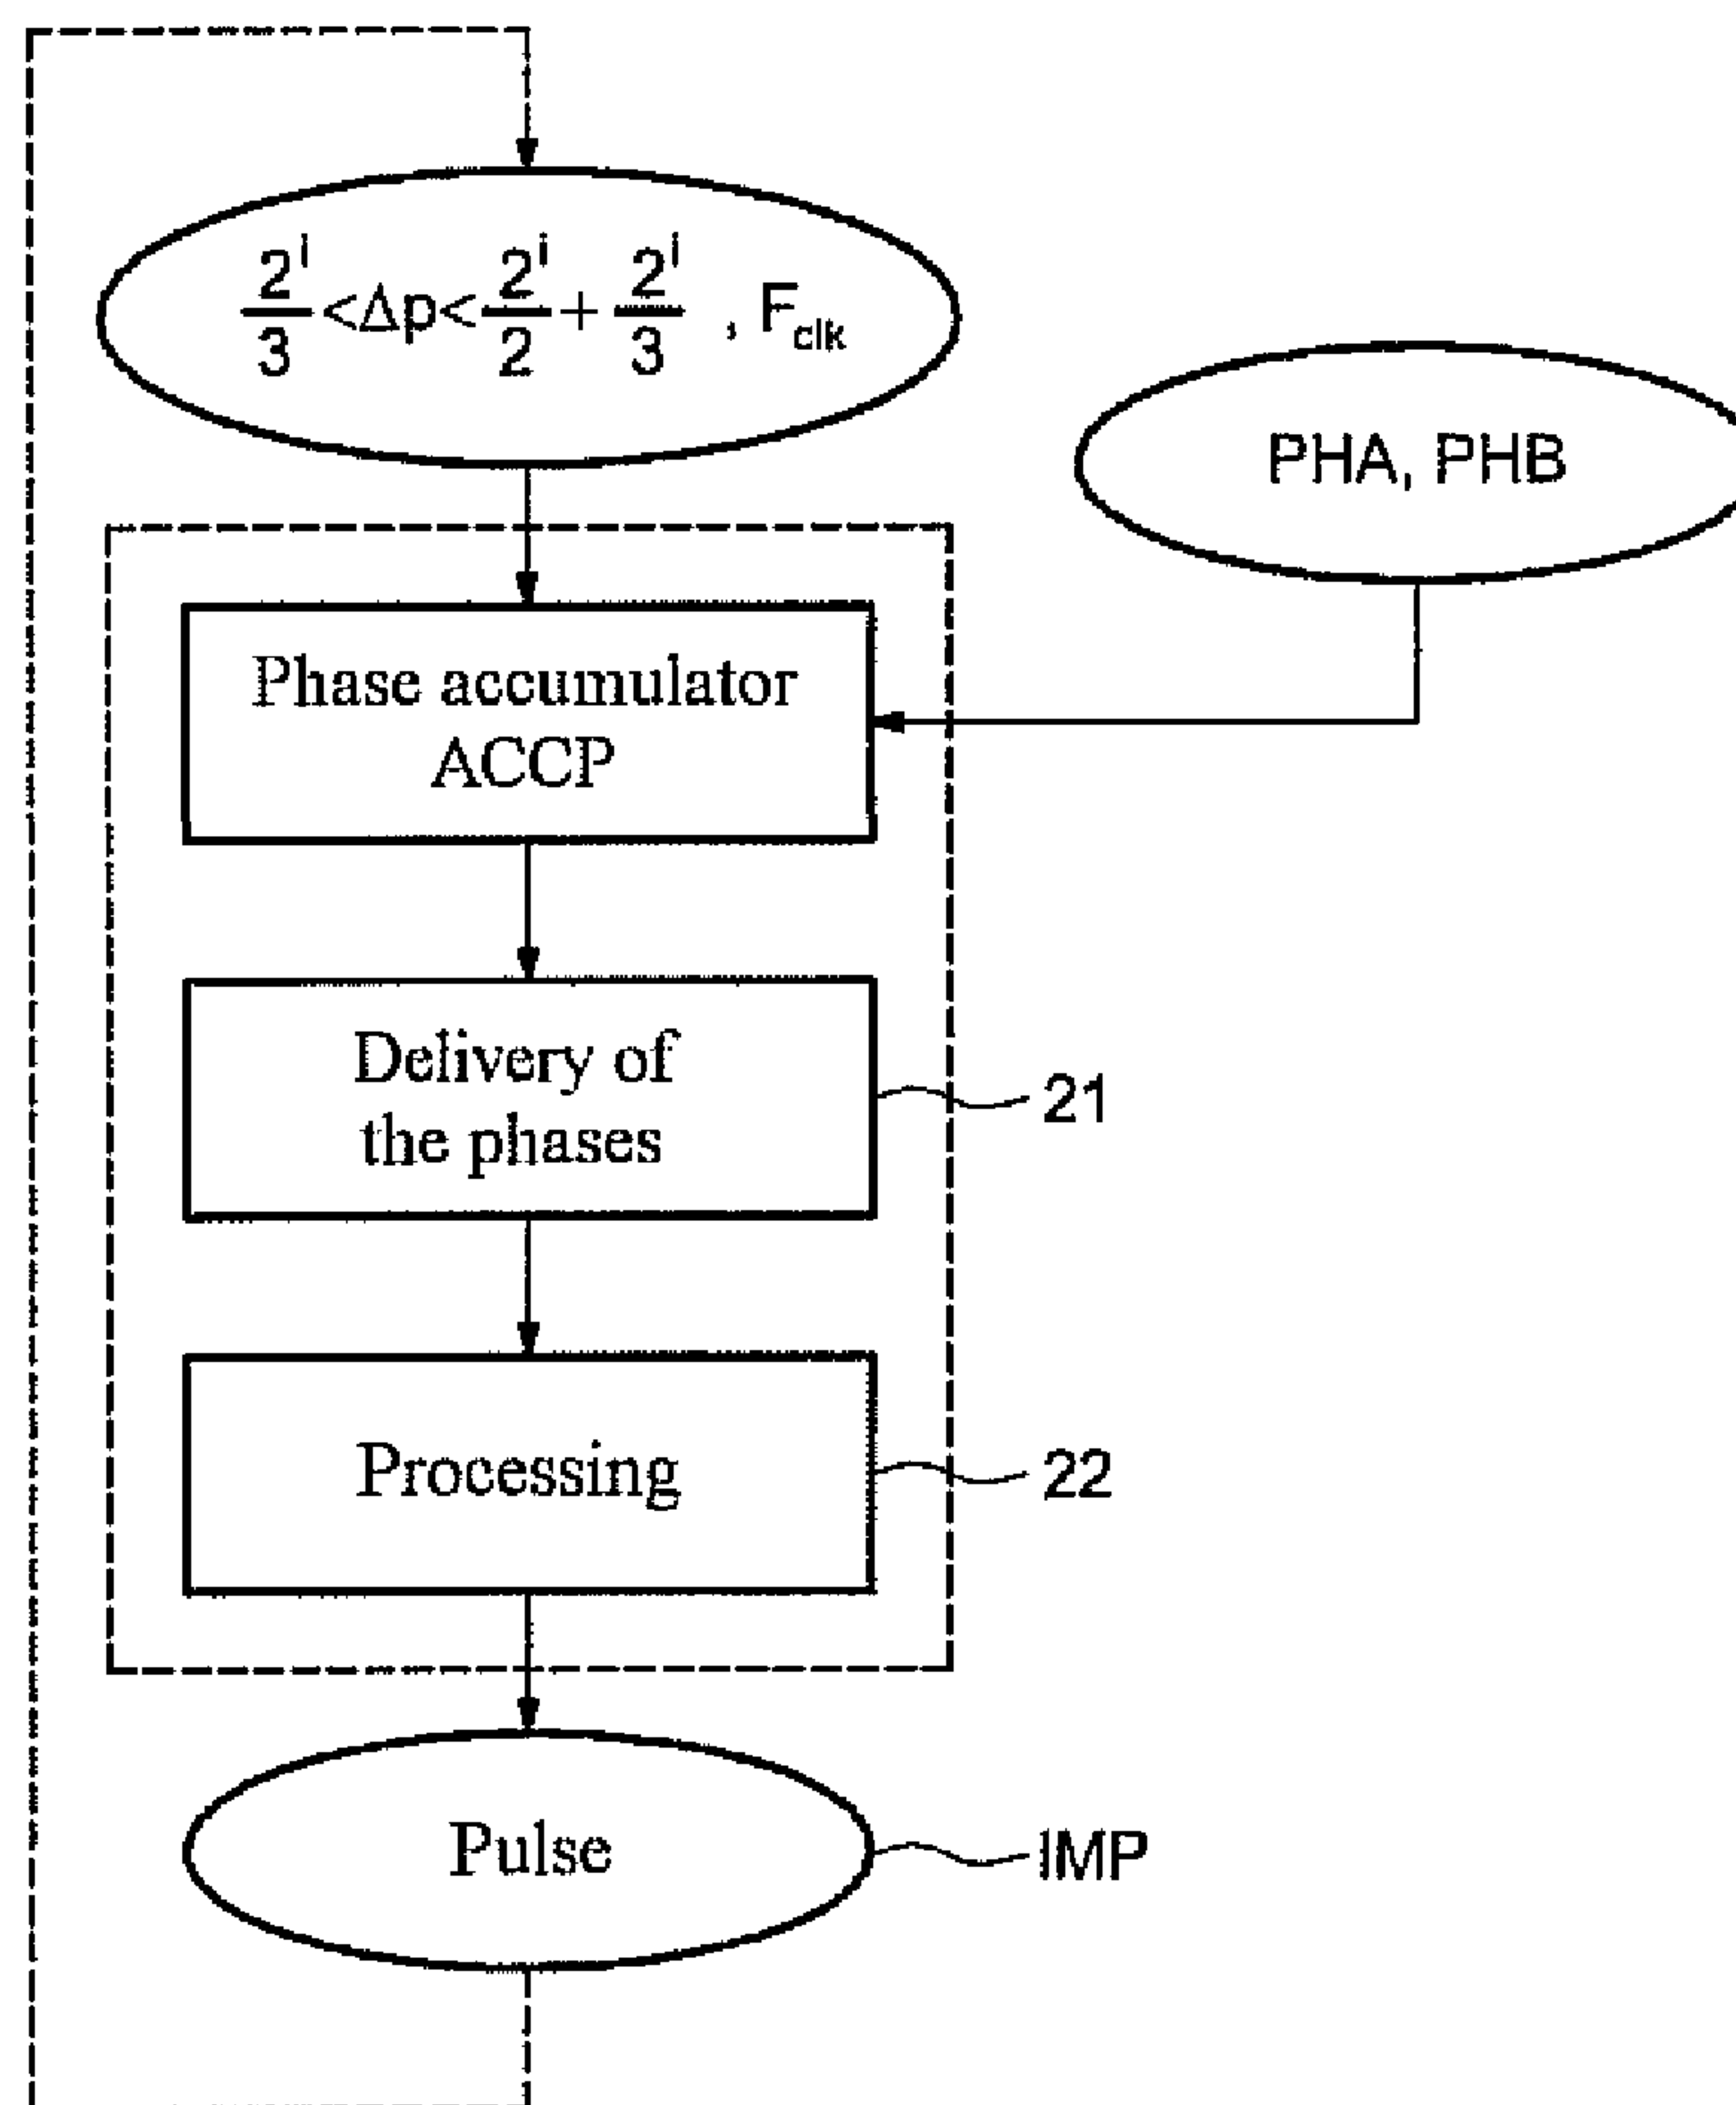 2^i/3 <Δp< 2^i/2 + 2^i/3 , F_clk
PHA, PHB
Phase accumulator
ACCP
Delivery of
the phases
21
Processing
22
Pulse
IMP